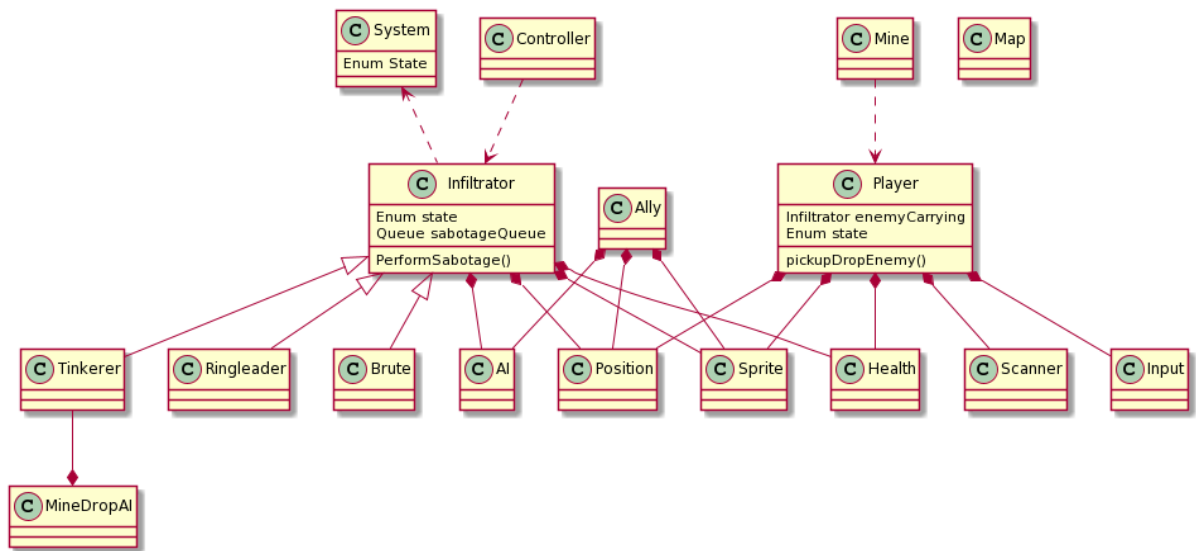 C System
Enum State
C Controller
C Mine
C Map
C Infiltrator
Enum state
Queue sabotageQueue
PerformSabotage()
C Ally
C Player
Infiltrator enemyCarrying
Enum state
pickupDropEnemy()
C Tinkerer
C Ringleader
C Brute
C AI
C Position
C Sprite
C Health
C Scanner
C Input
C MineDropAI